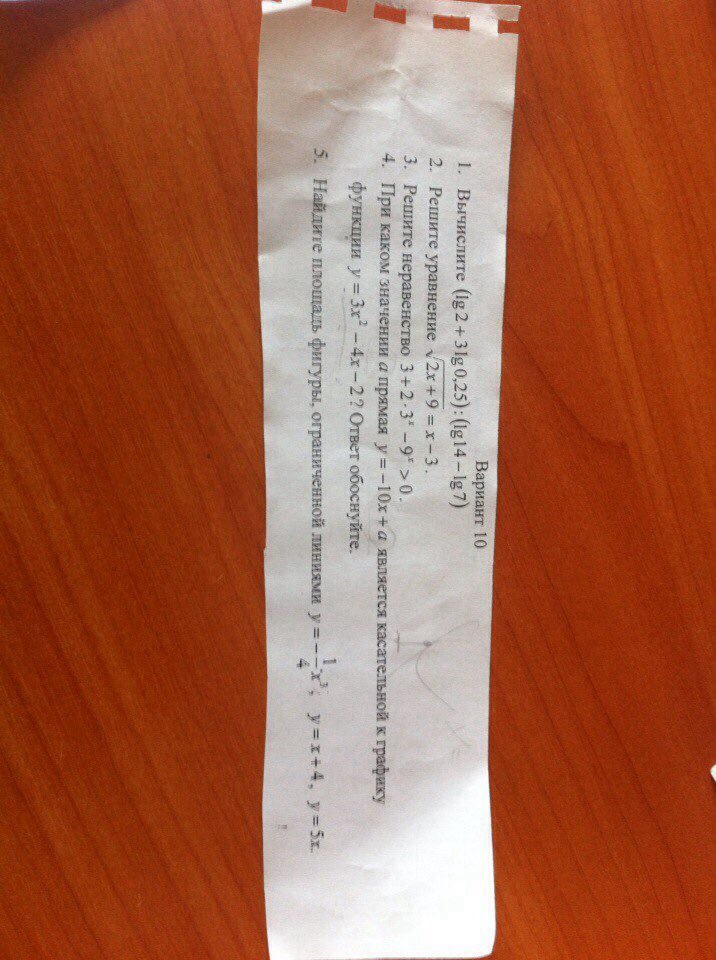 Вариант 10
1. Вычислите (lg 2 + 3 lg 0,25) : (lg 14 − lg 7)
2. Решите уравнение √(2x + 9) = x − 3.
3. Решите неравенство 3 + 2 · 3ˣ − 9ˣ > 0.
4. При каком значении a прямая y = −10x + a является касательной к графику
функции y = 3x² − 4x − 2? Ответ обоснуйте.
5. Найдите площадь фигуры, ограниченной линиями y = −1/4 x³; y = x + 4, y = 5x.